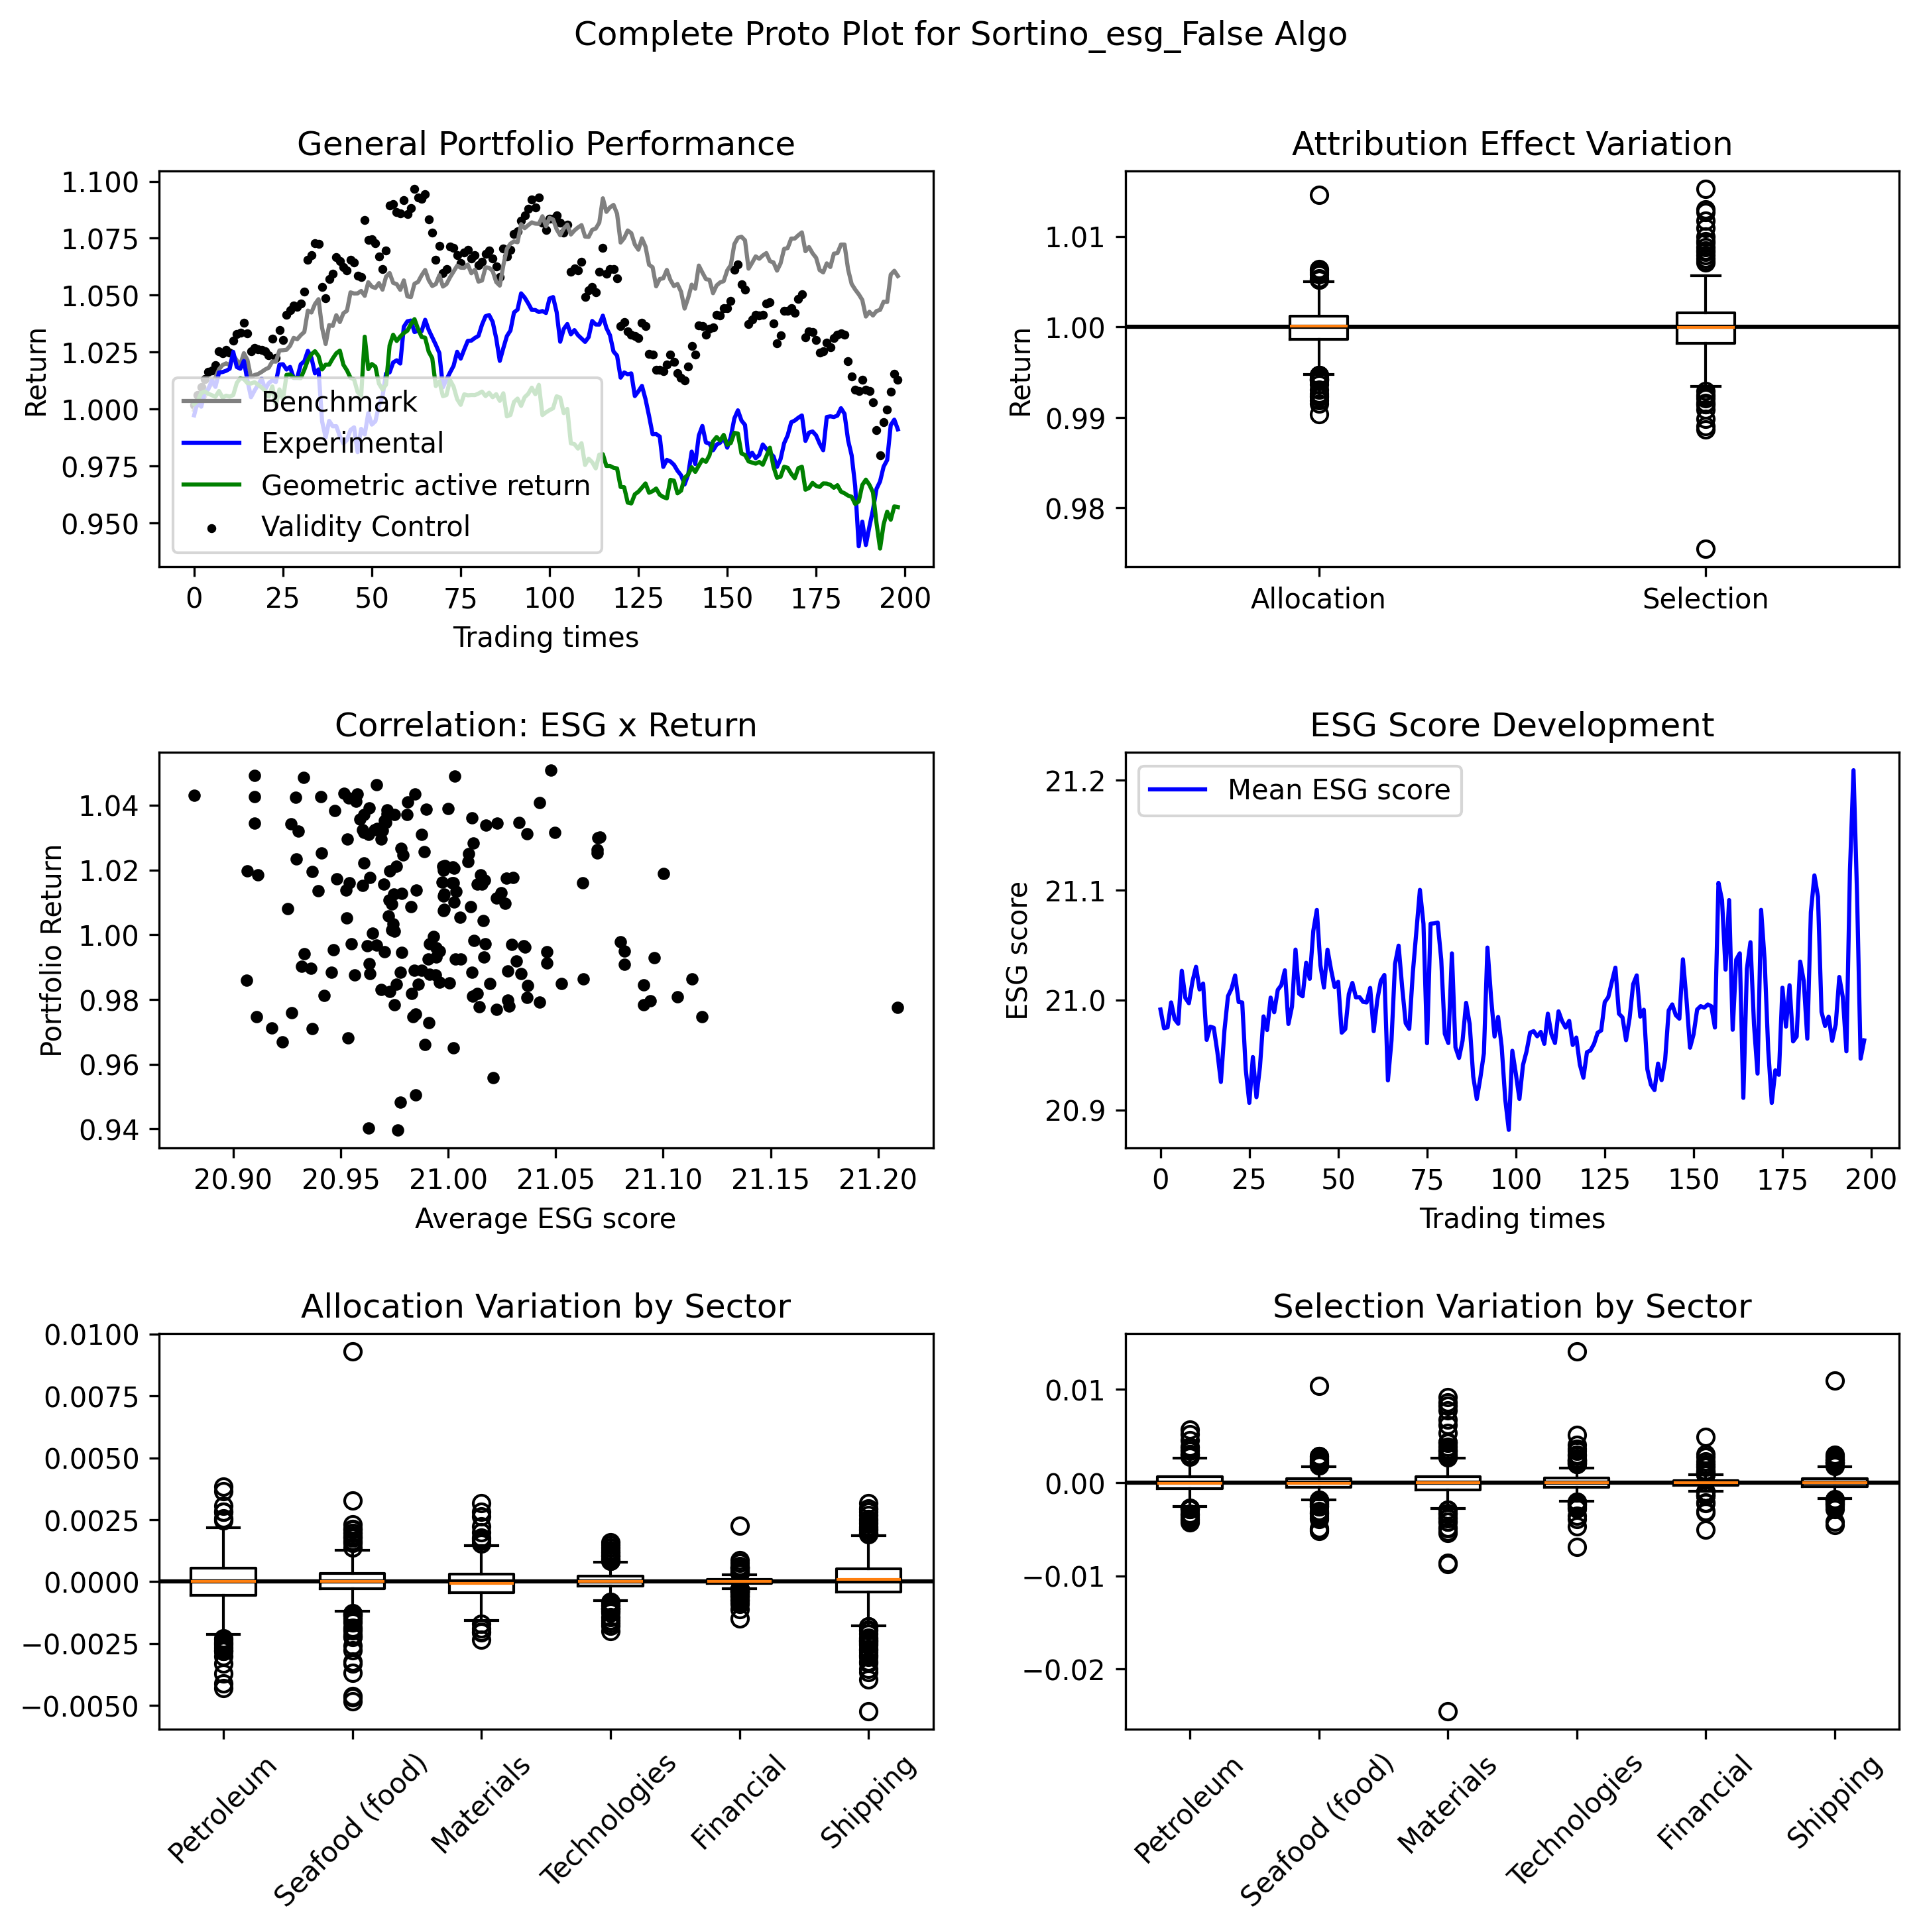 Complete Proto Plot for Sortino_esg_False Algo
General Portfolio Performance
Return
1.100
1.075
1.050
1.025
1.000
0.975
0.950
Benchmark
Experimental
Geometric active return
Validity Control
0 25 50 75 100 125 150 175 200
Trading times
Attribution Effect Variation
Return
1.01
1.00
0.99
0.98
Allocation Selection
Correlation: ESG x Return
Portfolio Return
1.04
1.02
1.00
0.98
0.96
0.94
20.90 20.95 21.00 21.05 21.10 21.15 21.20
Average ESG score
ESG Score Development
ESG score
21.2
21.1
21.0
20.9
Mean ESG score
0 25 50 75 100 125 150 175 200
Trading times
Allocation Variation by Sector
0.0100
0.0075
0.0050
0.0025
0.0000
−0.0025
−0.0050
Petroleum
Seafood (food)
Materials
Technologies
Financial
Shipping
Selection Variation by Sector
0.01
0.00
−0.01
−0.02
Petroleum
Seafood (food)
Materials
Technologies
Financial
Shipping